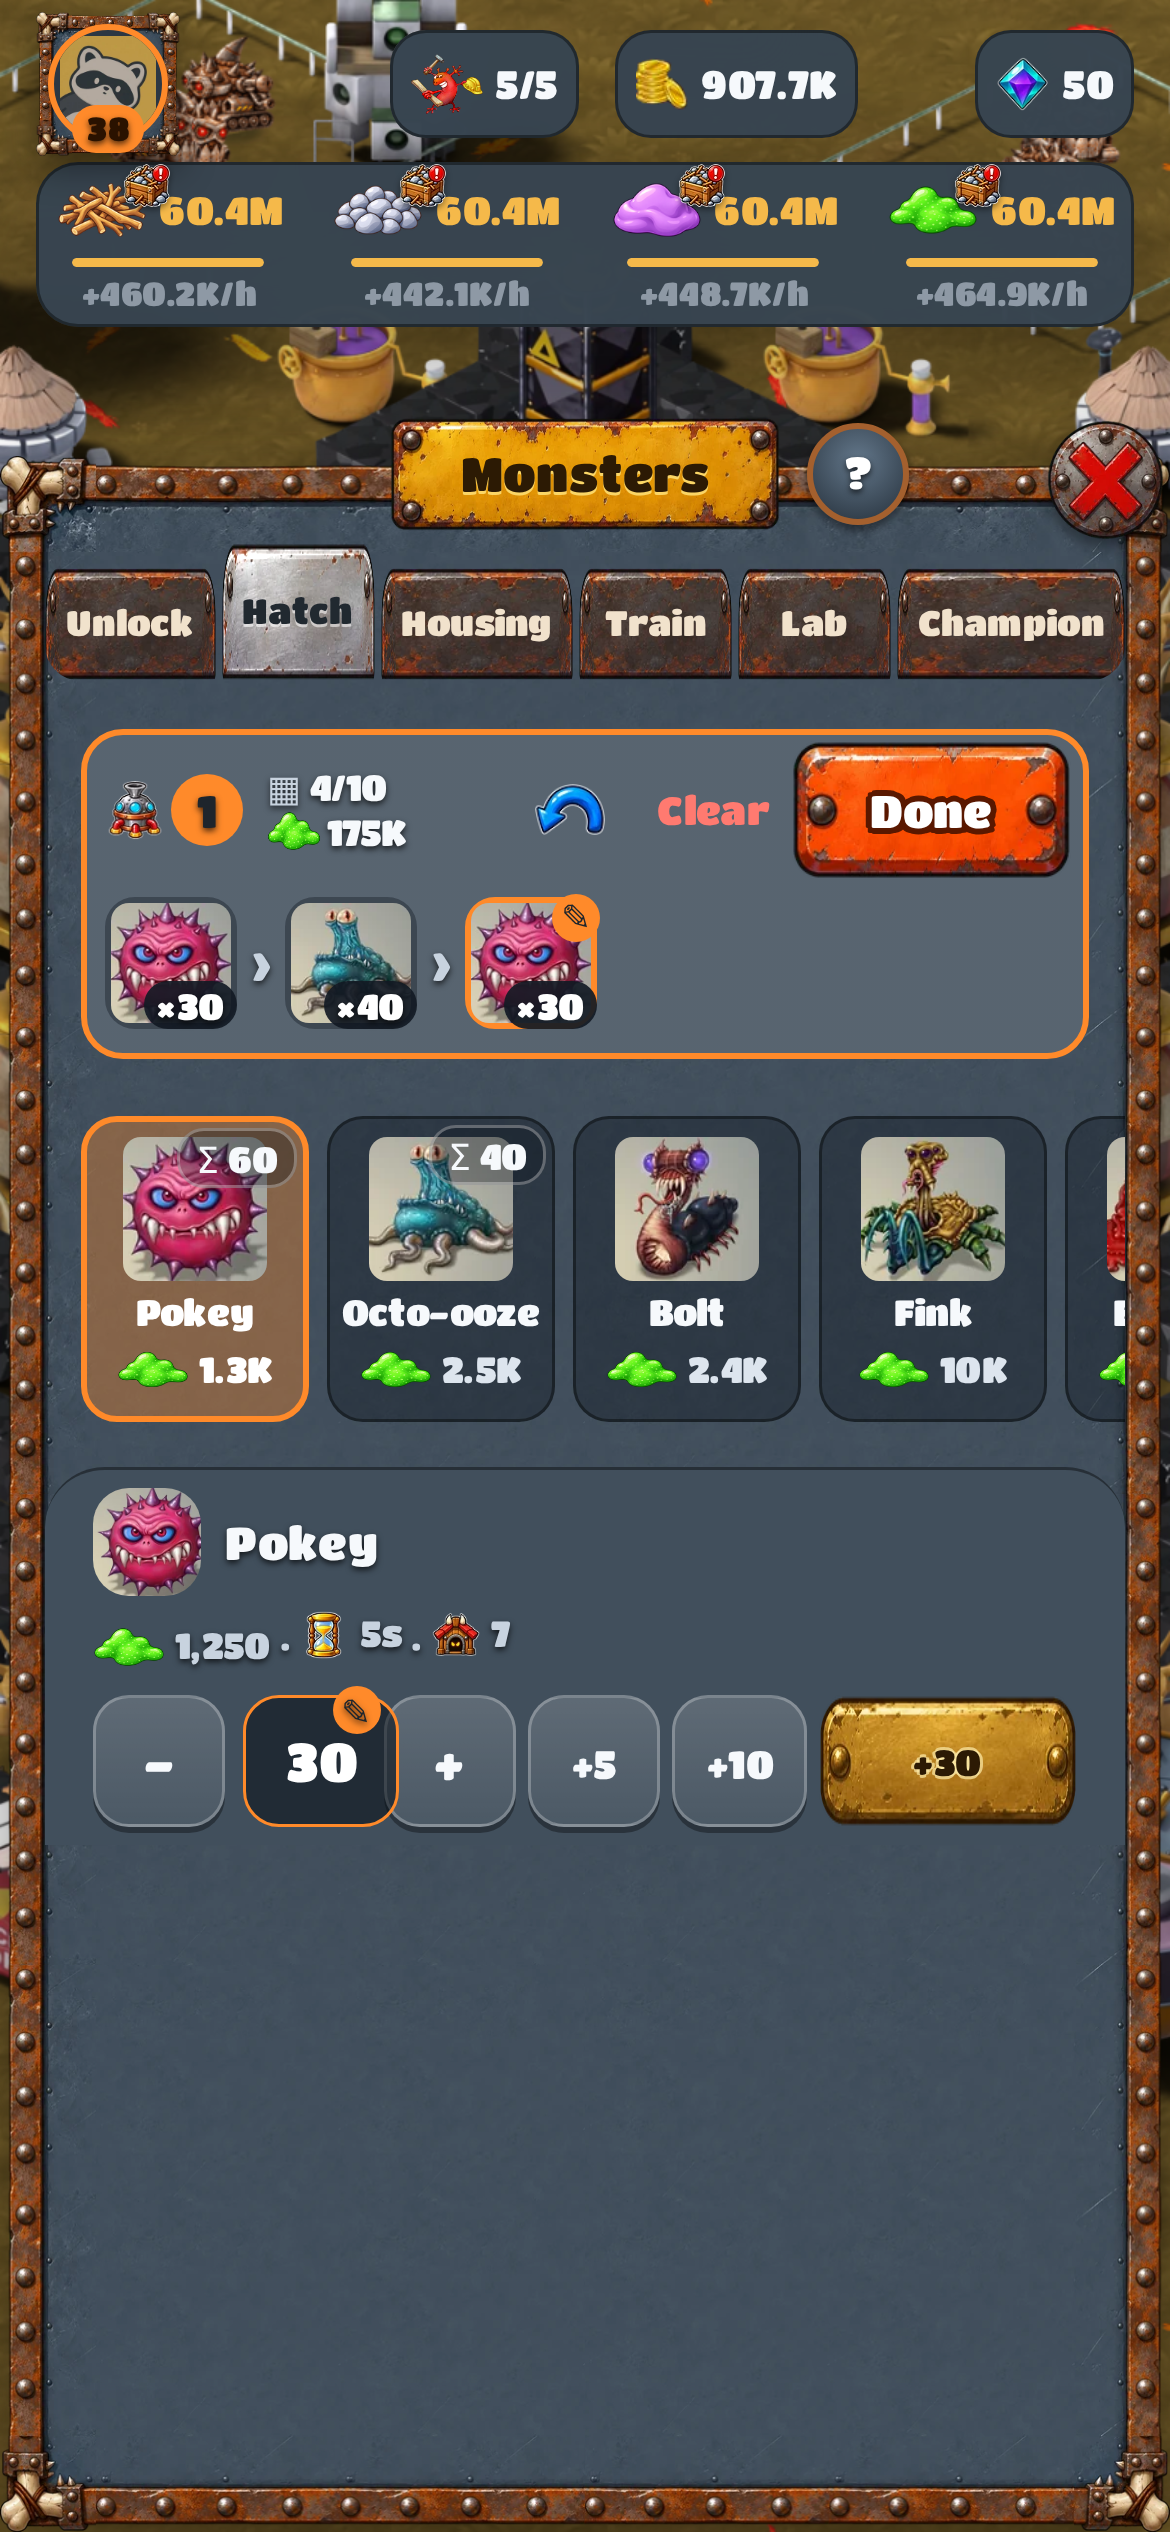 38
5/5
907.7K
50
60.4M
60.4M
60.4M
60.4M
+460.2K/h
+442.1K/h
+448.7K/h
+464.9K/h
Monsters
?
Unlock
Hatch
Housing
Train
Lab
Champion
1
4/10
175K
Clear
Done
×30
×40
×30
Σ 60
Σ 40
Pokey
Octo-ooze
Bolt
Fink
1.3K
2.5K
2.4K
10K
Pokey
1,250 · 5s . 7
-
30
+
+5
+10
+30